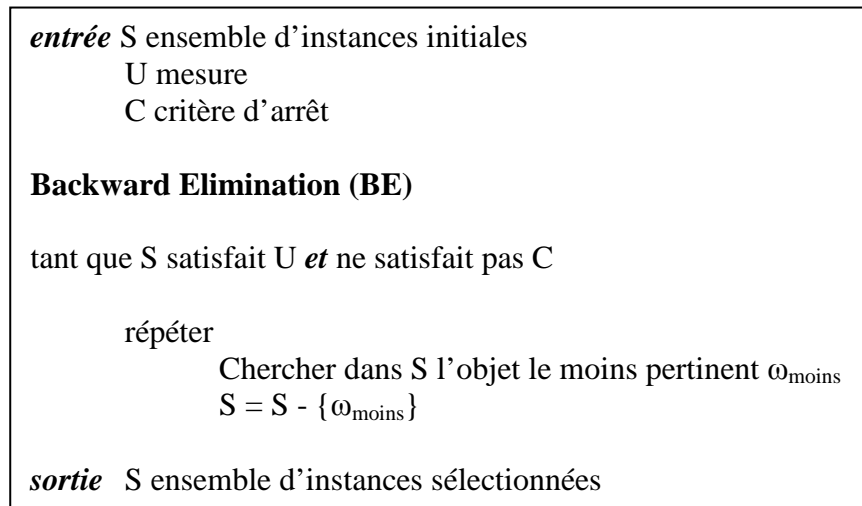 entrée S ensemble d'instances initiales
U mesure
C critère d'arrêt
Backward Elimination (BE)
tant que S satisfait U et ne satisfait pas C
répéter
Chercher dans S l'objet le moins pertinent ωmoins
S = S - {ωmoins}
sortie S ensemble d'instances sélectionnées